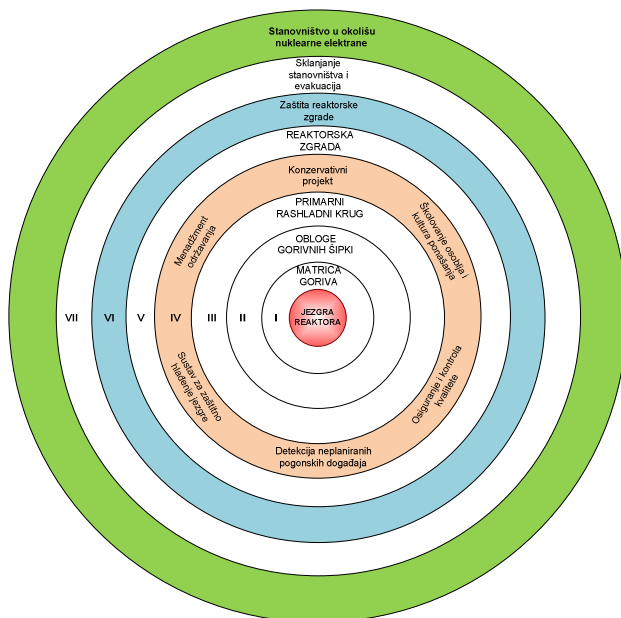 Stanovništvo u okolišu
nuklearne elektrane
Sklanjanje
stanovništva i
evakuacija
Zaštita reaktorske
zgrade
REAKTORSKA
ZGRADA
Konzervativni
projekt
PRIMARNI
RASHLADNI KRUG
OBLOGE
GORIVNIH ŠIPKI
MATRICA
GORIVA
JEZGRA
REAKTORA
Menadžment
održavanja
Školovanje osoblja i
kultura ponašanja
VII
VI
V
IV
III
II
I
Sustav za zaštitno
hlađenje jezgre
Osiguranje i kontrola
kvalitete
Detekcija neplaniranih
pogonskih događaja